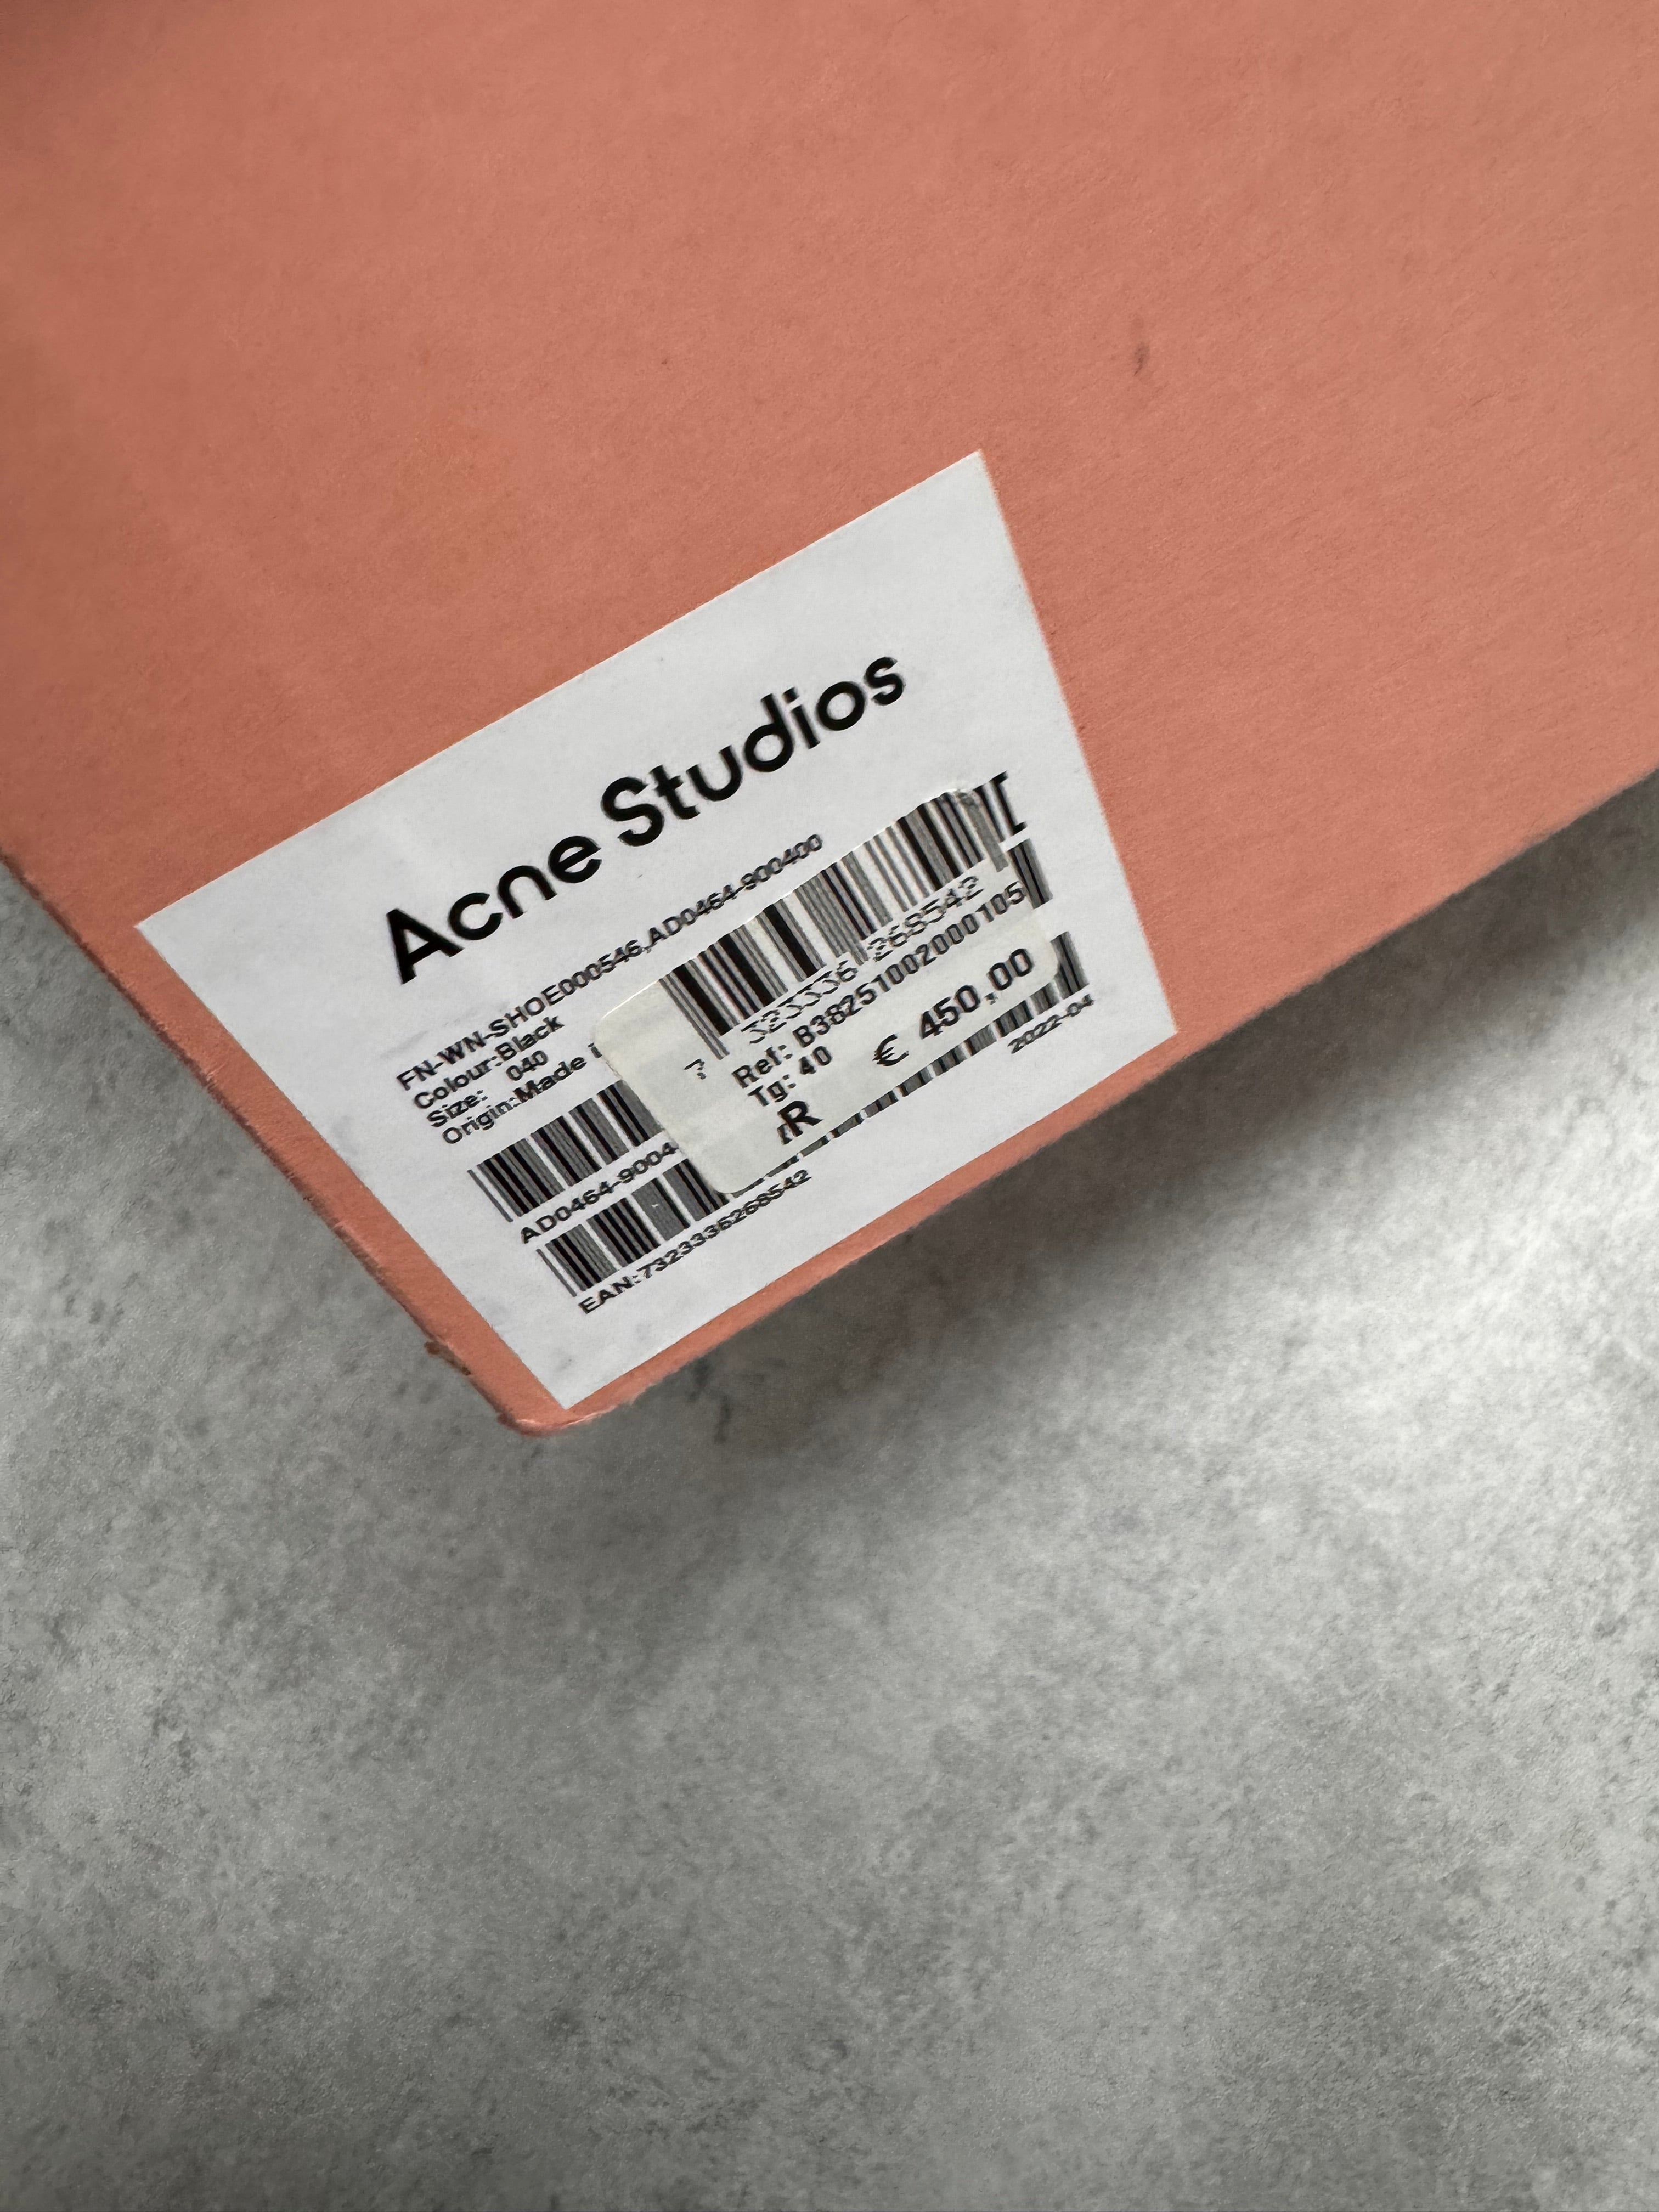 Acne Studios
FN-WN-SHOE000546,AD0464-900400
Colour:Black
Size: 040
Origin:Made i
AD0464-9004
EAN:7323336268542
7 323336 268542
Ref: B38251002000105
Tg: 40
€ 450,00
R
2022-04